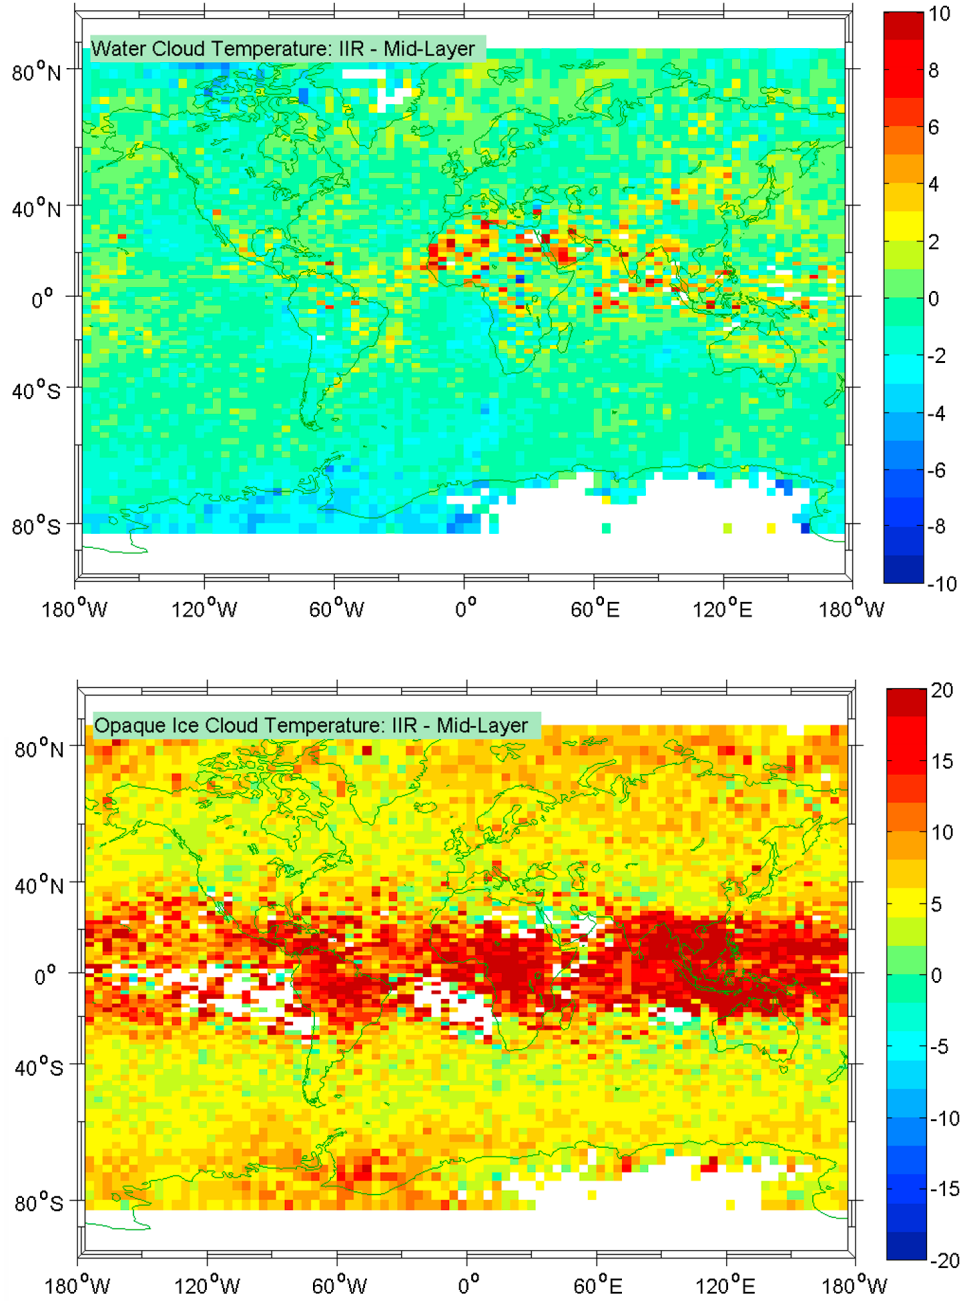 Water Cloud Temperature: IIR - Mid-Layer
80°N
40°N
0°
40°S
80°S
180°W
120°W
60°W
0°
60°E
120°E
180°W
10
8
6
4
2
0
-2
-4
-6
-8
-10
Opaque Ice Cloud Temperature: IIR - Mid-Layer
80°N
40°N
0°
40°S
80°S
180°W
120°W
60°W
0°
60°E
120°E
180°W
20
15
10
5
0
-5
-10
-15
-20